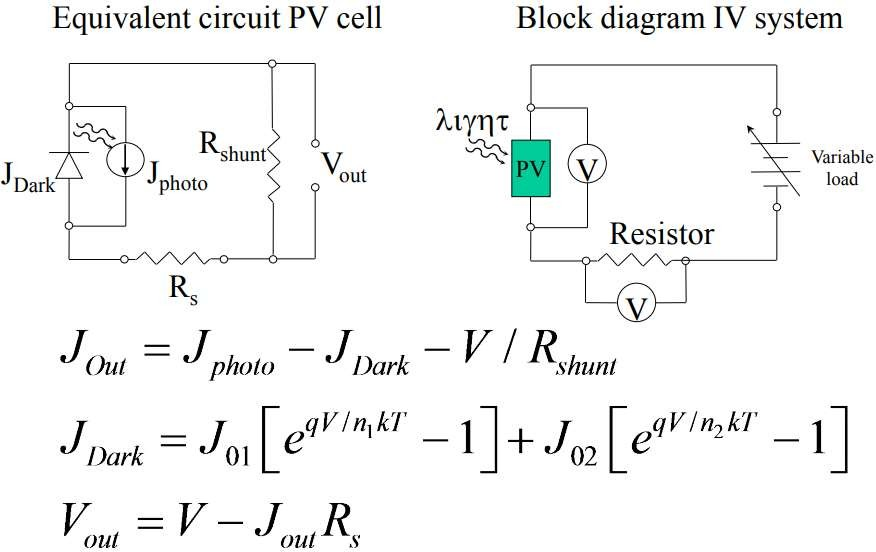 Equivalent circuit PV cell
Block diagram IV system
J_Dark
J_photo
R_shunt
V_out
R_s
λιγητ
PV
V
Variable
load
Resistor
V
J_Out = J_photo − J_Dark − V / R_shunt
J_Dark = J_01 [e^{qV/n_1kT} − 1] + J_02 [e^{qV/n_2kT} − 1]
V_out = V − J_out R_s